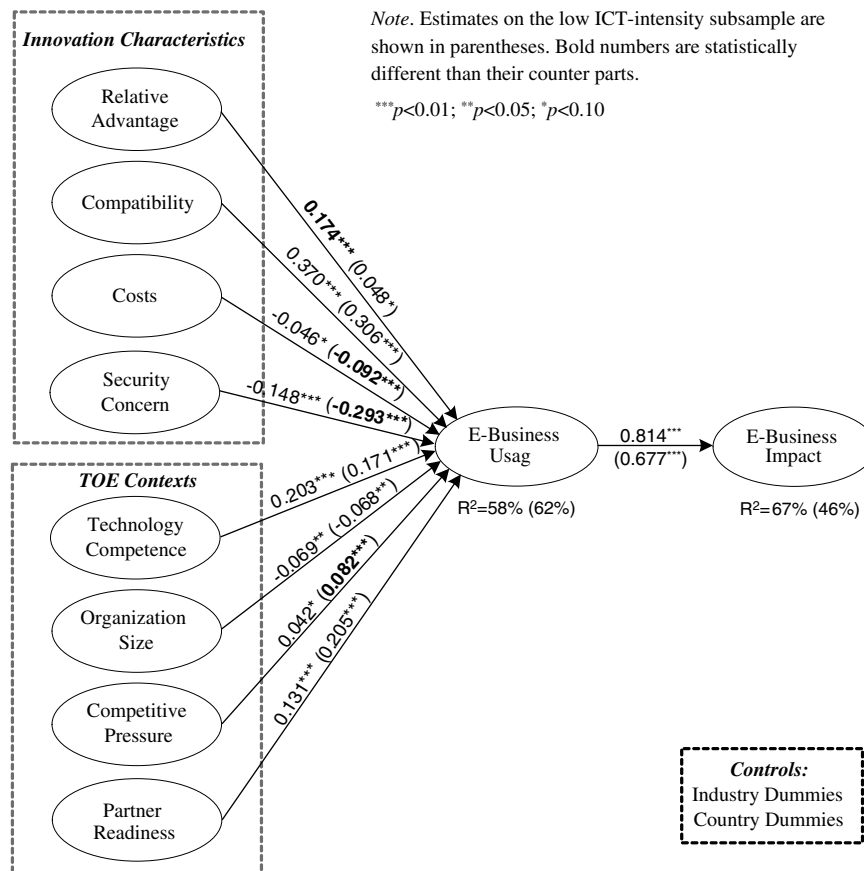 Innovation Characteristics
Relative
Advantage
Compatibility
Costs
Security
Concern
Note. Estimates on the low ICT-intensity subsample are
shown in parentheses. Bold numbers are statistically
different than their counter parts.
***p<0.01; **p<0.05; *p<0.10
0.174*** (0.048*)
0.370*** (0.306***)
-0.046* (-0.092***)
-0.148*** (-0.293***)
TOE Contexts
Technology
Competence
Organization
Size
Competitive
Pressure
Partner
Readiness
0.203*** (0.171***)
-0.069** (-0.068**)
0.042* (0.082***)
0.131*** (0.205***)
E-Business
Usag
R²=58% (62%)
0.814***
(0.677***)
E-Business
Impact
R²=67% (46%)
Controls:
Industry Dummies
Country Dummies